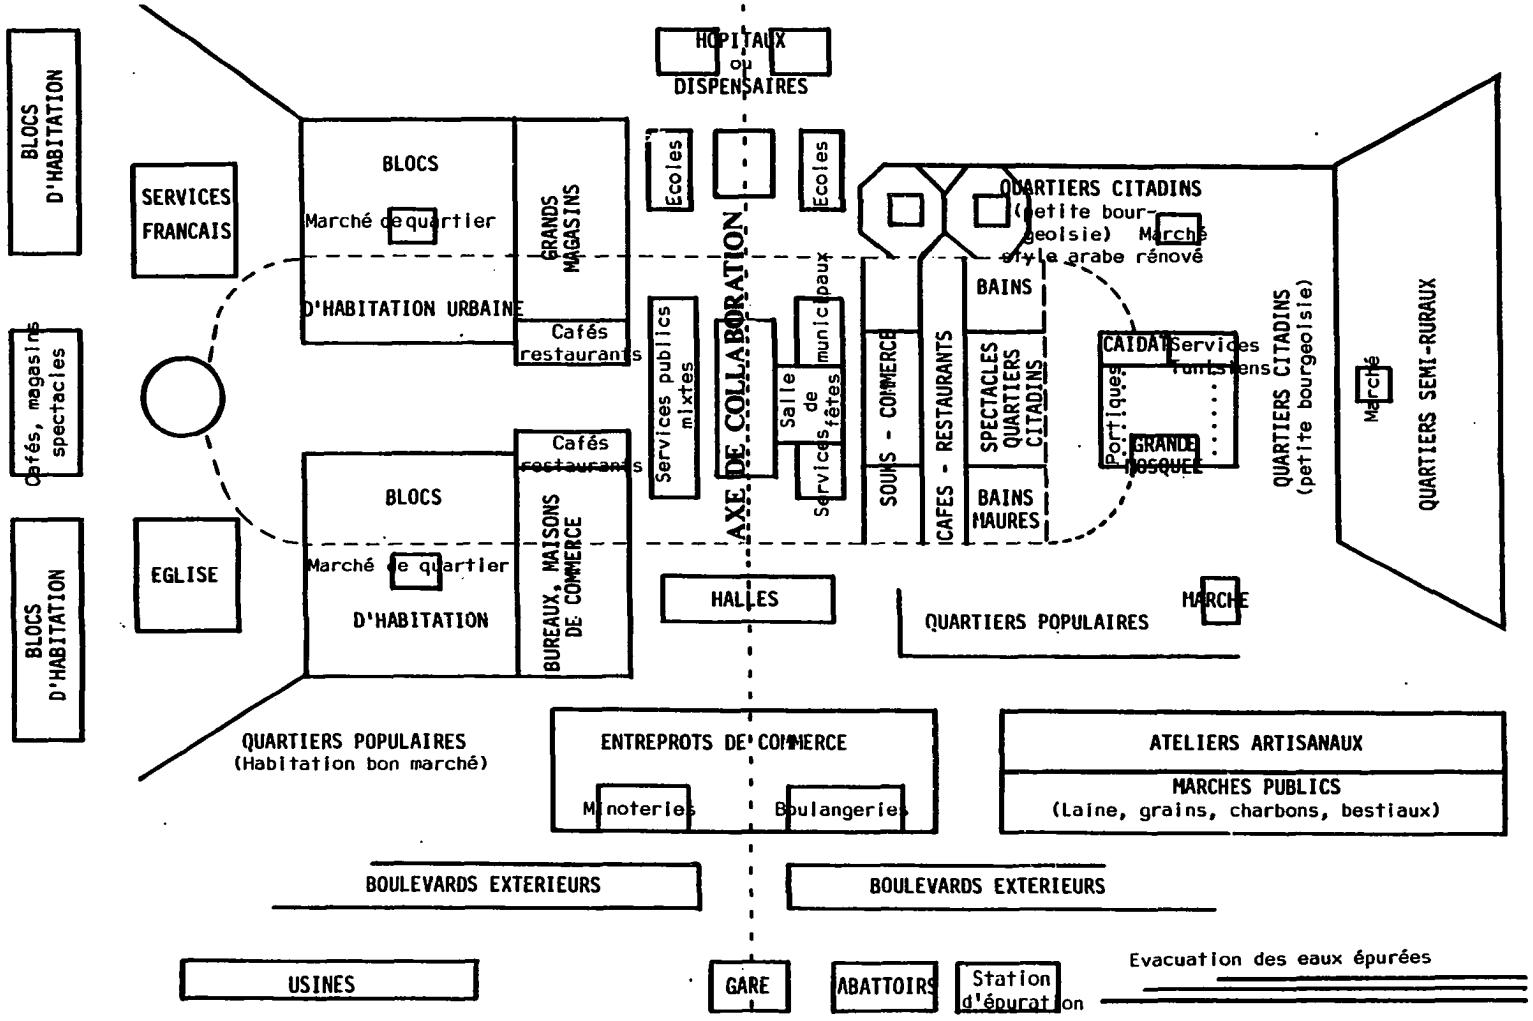 HOPITAUX
ou
DISPENSAIRES
BLOCS
D'HABITATION
SERVICES
FRANCAIS
BLOCS
Marché de quartier
D'HABITATION URBAINE
GRANDS
MAGASINS
Cafés
restaurants
Ecoles
Ecoles
AXE DE COLLABORATION
Services publics
mixtes
Services municipaux
Salle
de
fêtes
SOUKS - COMMERCE
CAFES - RESTAURANTS
BAINS
SPECTACLES
QUARTIERS
CITADINS
BAINS
MAURES
QUARTIERS CITADINS
(petite bour-
geoisie)
Marché
style arabe rénové
CAIDAT
Services
Tunisiens
Portiques
GRANDE
MOSQUEE
QUARTIERS CITADINS
(petite bourgeoisie)
Marché
QUARTIERS SEMI-RURAUX
Cafés, magasins
spectacles
Cafés
restaurants
BLOCS
Marché de quartier
D'HABITATION
BUREAUX, MAISONS
DE COMMERCE
EGLISE
BLOCS
D'HABITATION
HALLES
MARCHE
QUARTIERS POPULAIRES
QUARTIERS POPULAIRES
(Habitation bon marché)
ENTREPROTS DE COMMERCE
Minoteries
Boulangeries
ATELIERS ARTISANAUX
MARCHES PUBLICS
(Laine, grains, charbons, bestiaux)
BOULEVARDS EXTERIEURS
BOULEVARDS EXTERIEURS
USINES
GARE
ABATTOIRS
Station
d'épuration
Evacuation des eaux épurées